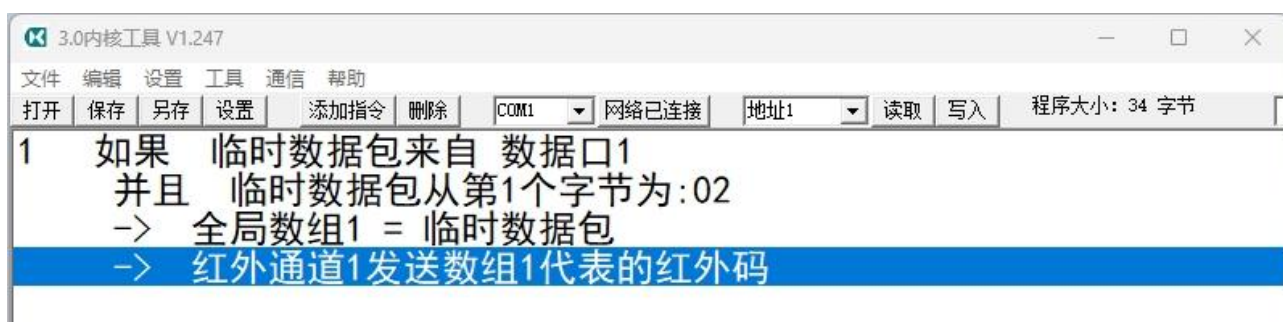 3.0内核工具 V1.247
文件 编辑 设置 工具 通信 帮助
打开 保存 另存 设置 添加指令 删除 COM1 网络已连接 地址1 读取 写入 程序大小: 34 字节
1 如果 临时数据包来自 数据口1
并且 临时数据包从第1个字节为:02
-> 全局数组1 = 临时数据包
-> 红外通道1发送数组1代表的红外码